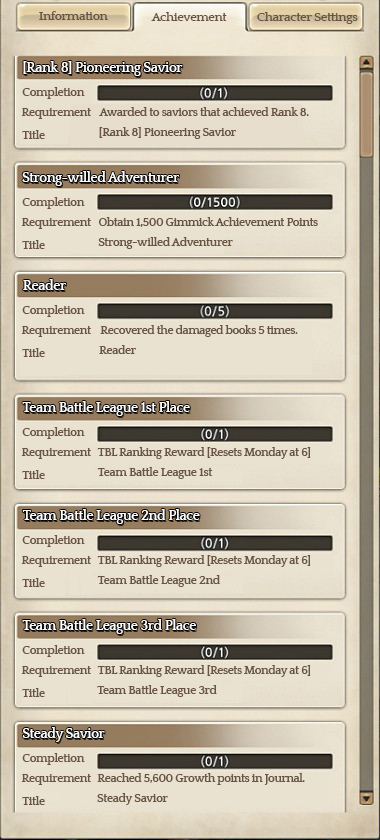 Information
Achievement
Character Settings
[Rank 8] Pioneering Savior
Completion (0/1)
Requirement Awarded to saviors that achieved Rank 8.
Title [Rank 8] Pioneering Savior
Strong-willed Adventurer
Completion (0/1500)
Requirement Obtain 1,500 Gimmick Achievement Points
Title Strong-willed Adventurer
Reader
Completion (0/5)
Requirement Recovered the damaged books 5 times.
Title Reader
Team Battle League 1st Place
Completion (0/1)
Requirement TBL Ranking Reward [Resets Monday at 6]
Title Team Battle League 1st
Team Battle League 2nd Place
Completion (0/1)
Requirement TBL Ranking Reward [Resets Monday at 6]
Title Team Battle League 2nd
Team Battle League 3rd Place
Completion (0/1)
Requirement TBL Ranking Reward [Resets Monday at 6]
Title Team Battle League 3rd
Steady Savior
Completion (0/1)
Requirement Reached 5,600 Growth points in Journal.
Title Steady Savior